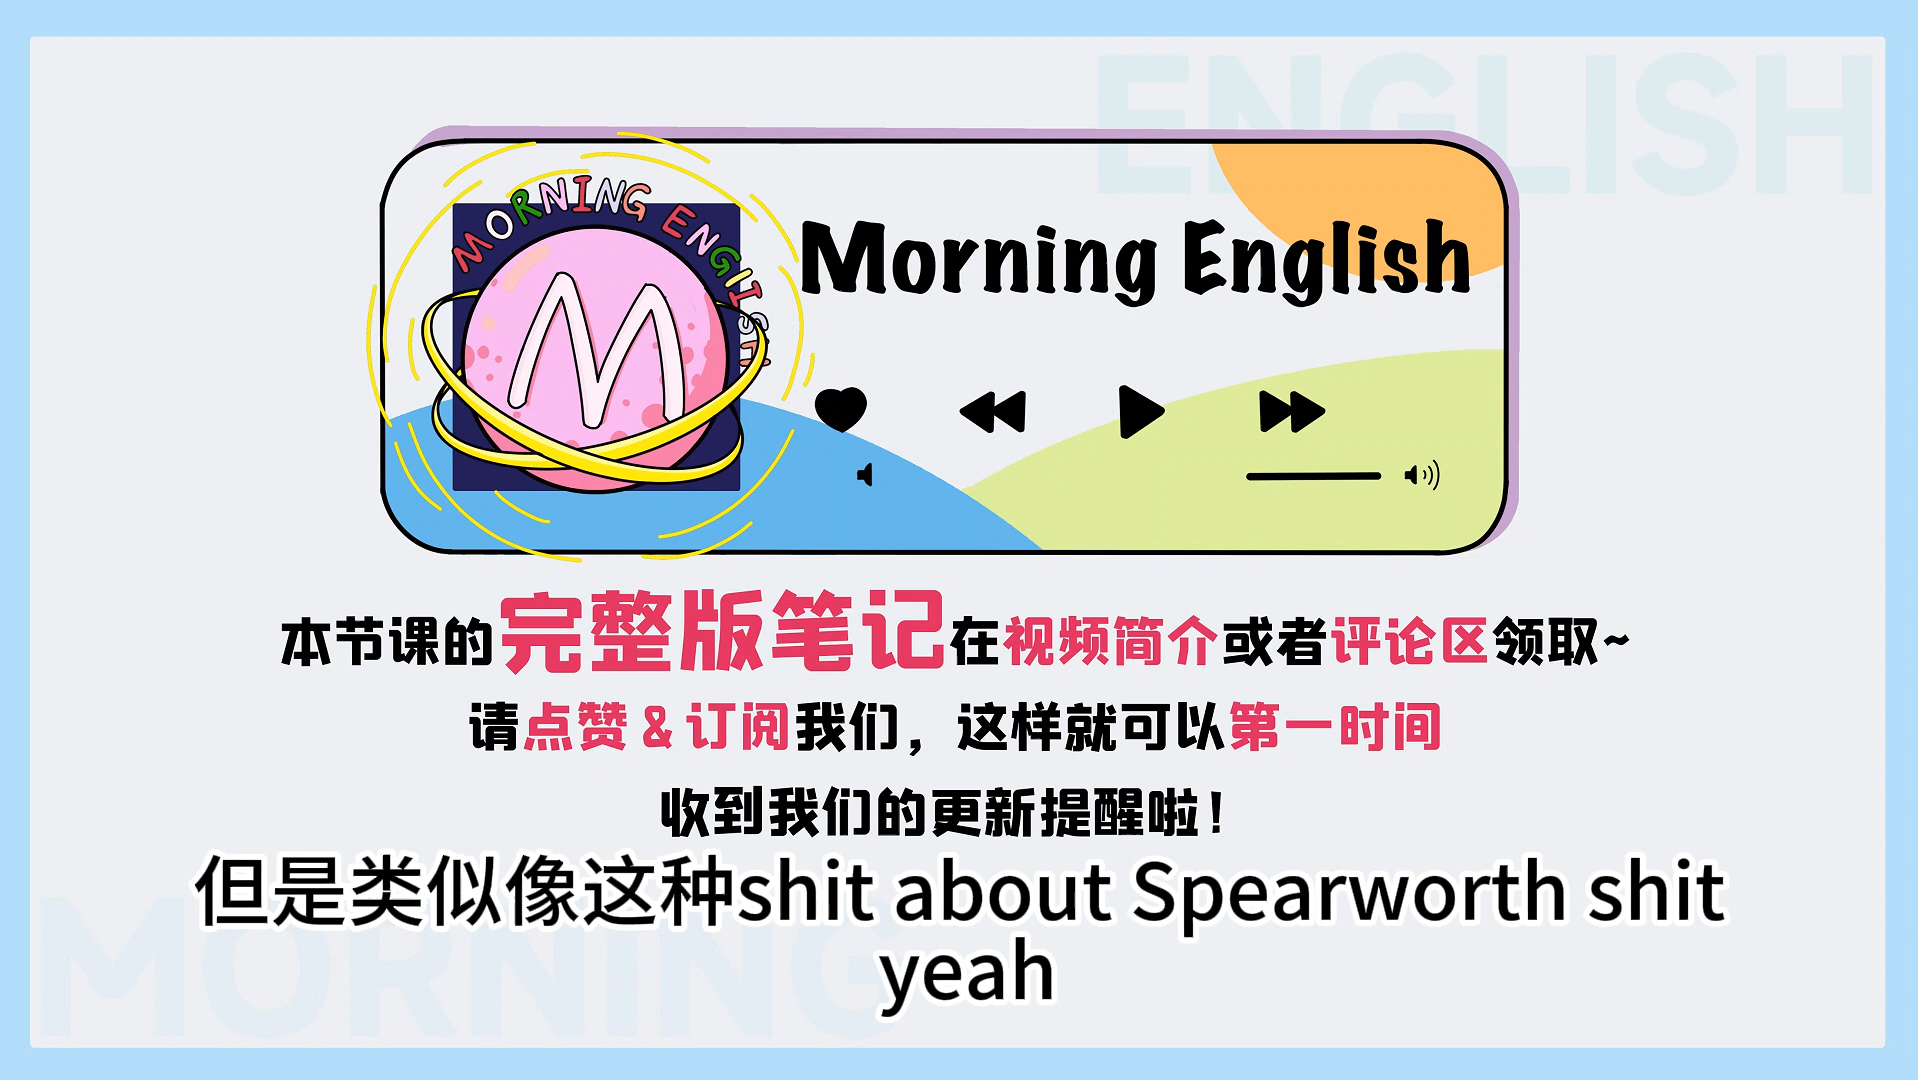 ENGLISH
MORNING ENGLISH
M
Morning English
本节课的完整版笔记在视频简介或者评论区领取~
请点赞&订阅我们，这样就可以第一时间
收到我们的更新提醒啦！
但是类似像这种shit about Spearworth shit
yeah
MORNING